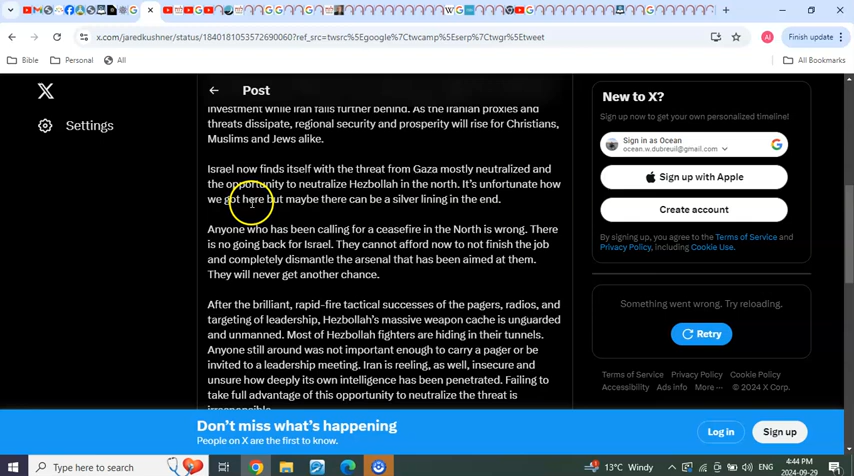 Finish update
x.com/jaredkushner/status/1840181053572690060?ref_src=twsrc%5Egoogle%7Ctwcamp%5Eserp%7Ctwgr%5Etweet
AI
Bible
Personal
All
All Bookmarks
Settings
Post
investment while Iran falls further behind. As the Iranian proxies and
threats dissipate, regional security and prosperity will rise for Christians,
Muslims and Jews alike.
Israel now finds itself with the threat from Gaza mostly neutralized and
the opportunity to neutralize Hezbollah in the north. It's unfortunate how
we got here but maybe there can be a silver lining in the end.
Anyone who has been calling for a ceasefire in the North is wrong. There
is no going back for Israel. They cannot afford now to not finish the job
and completely dismantle the arsenal that has been aimed at them.
They will never get another chance.
After the brilliant, rapid-fire tactical successes of the pagers, radios, and
targeting of leadership, Hezbollah's massive weapon cache is unguarded
and unmanned. Most of Hezbollah fighters are hiding in their tunnels.
Anyone still around was not important enough to carry a pager or be
invited to a leadership meeting. Iran is reeling, as well, insecure and
unsure how deeply its own intelligence has been penetrated. Failing to
take full advantage of this opportunity to neutralize the threat is
irresponsible.
New to X?
Sign up now to get your own personalized timeline!
Sign in as Ocean
ocean.w.dubreuil@gmail.com
Sign up with Apple
Create account
By signing up, you agree to the Terms of Service and
Privacy Policy, including Cookie Use.
Something went wrong. Try reloading.
Retry
Terms of Service Privacy Policy Cookie Policy
Accessibility Ads info More ··· © 2024 X Corp.
Don't miss what's happening
People on X are the first to know.
Log in
Sign up
Type here to search
13°C Windy
ENG
4:44 PM
2024-09-29